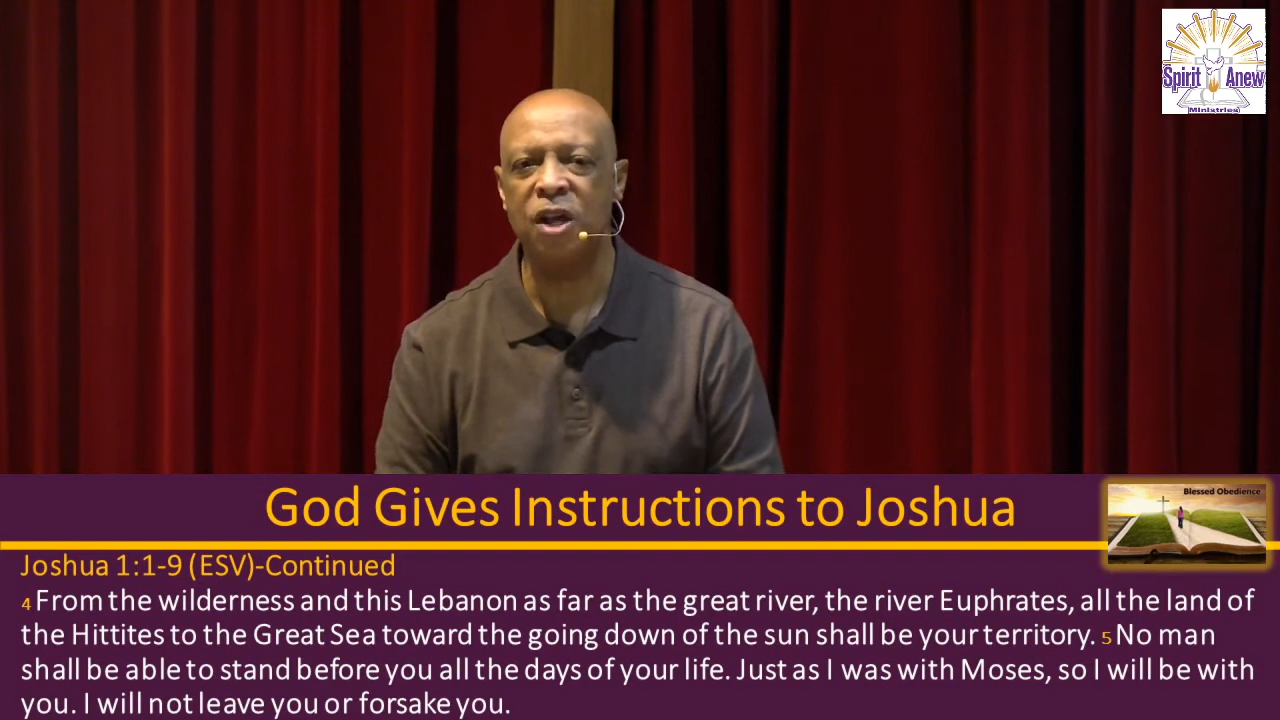 Spirit Anew
Ministries
God Gives Instructions to Joshua
Blessed Obedience
Joshua 1:1-9 (ESV)-Continued
4 From the wilderness and this Lebanon as far as the great river, the river Euphrates, all the land of
the Hittites to the Great Sea toward the going down of the sun shall be your territory. 5 No man
shall be able to stand before you all the days of your life. Just as I was with Moses, so I will be with
you. I will not leave you or forsake you.